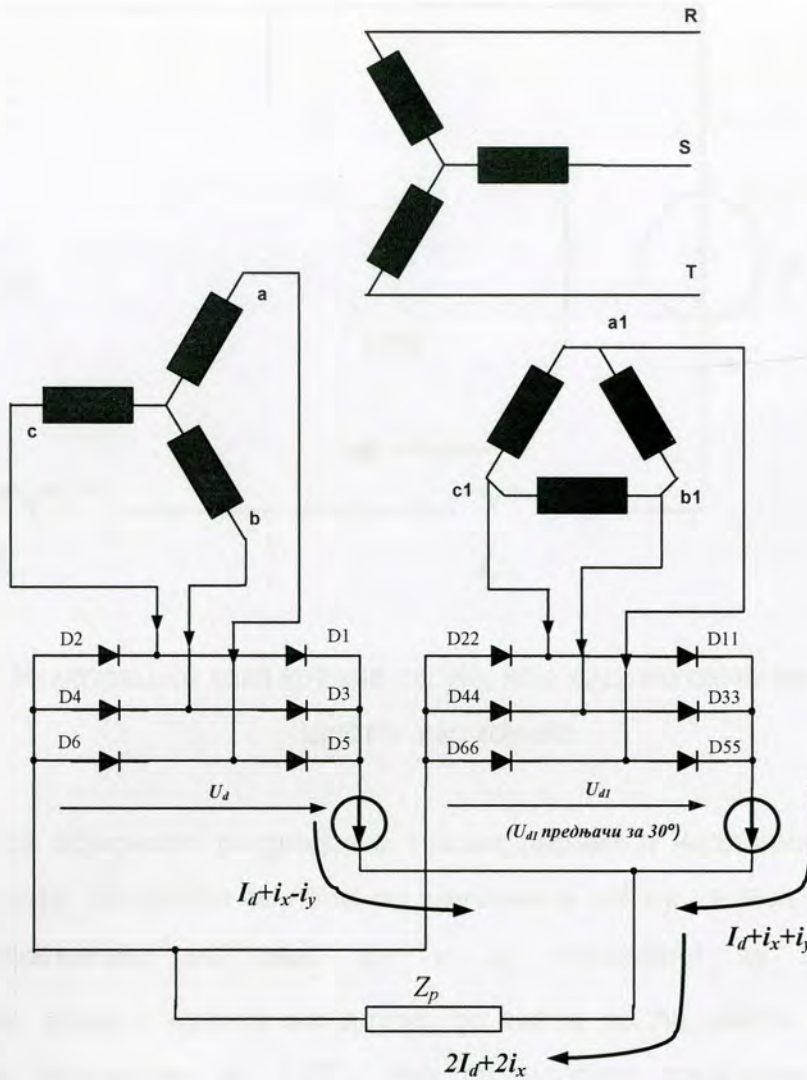 R
S
T
a
a1
c
b
c1
b1
D2
D1
D22
D11
D4
D3
D44
D33
D6
D5
D66
D55
U_d
U_d1
(U_d1 предњачи за 30°)
I_d+i_x-i_y
I_d+i_x+i_y
Z_p
2I_d+2i_x